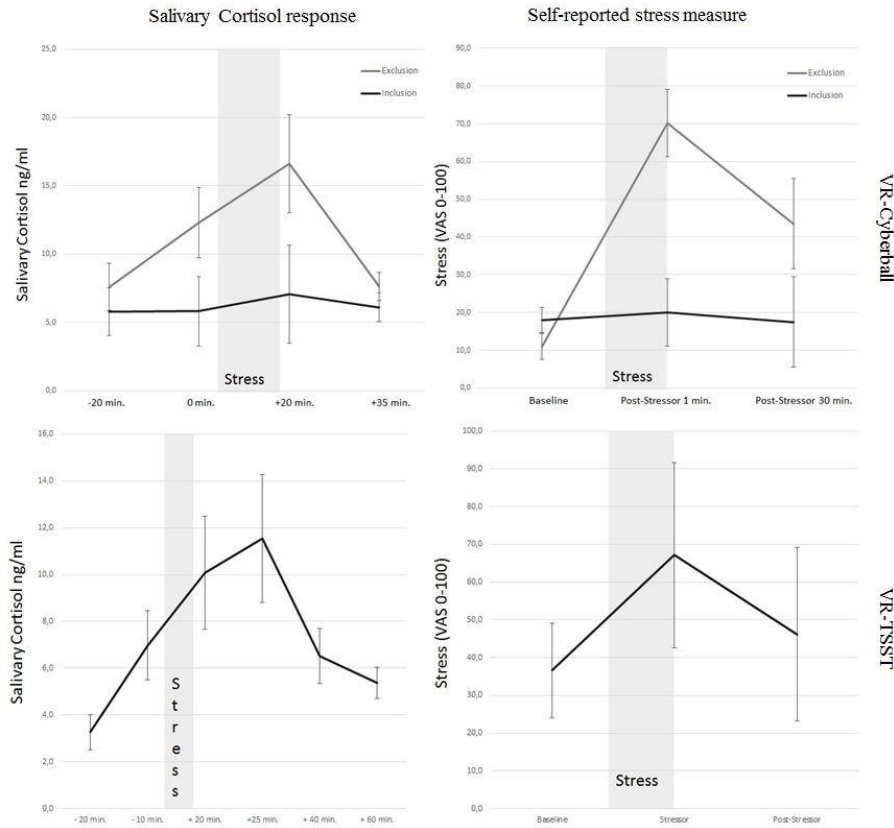 Salivary Cortisol response
Self-reported stress measure
25,0
20,0
15,0
10,0
5,0
0,0
Salivary Cortisol ng/ml
Exclusion
Inclusion
Stress
-20 min.
0 min.
+20 min.
+35 min.
90,0
80,0
70,0
60,0
50,0
40,0
30,0
20,0
10,0
0,0
Stress (VAS 0-100)
Exclusion
Inclusion
Stress
Baseline
Post-Stressor 1 min.
Post-Stressor 30 min.
VR-Cyberball
16,0
14,0
12,0
10,0
8,0
6,0
4,0
2,0
0,0
Salivary Cortisol ng/ml
Stress
- 20 min.
- 10 min.
+ 20 min.
+25 min.
+ 40 min.
+ 60 min.
100,0
90,0
80,0
70,0
60,0
50,0
40,0
30,0
20,0
10,0
0,0
Stress (VAS 0-100)
Stress
Baseline
Stressor
Post-Stressor
VR-TSST